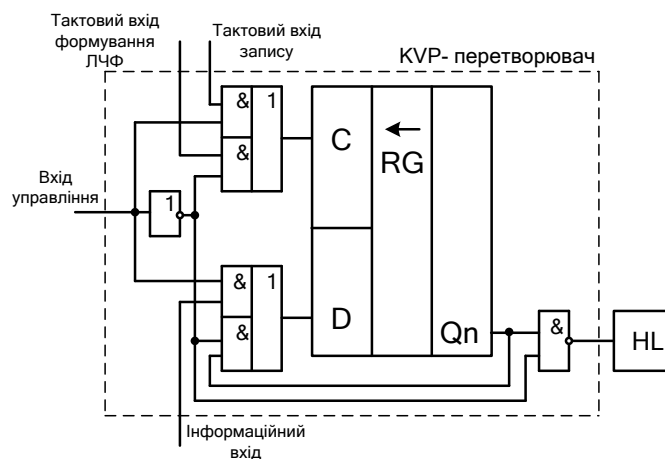 Тактовий вхід
формування
ЛЧФ
Тактовий вхід
запису
KVP- перетворювач
& 1
&
C
RG
Вхід
управління
1
& 1
&
D
Qn
&
HL
Інформаційний
вхід